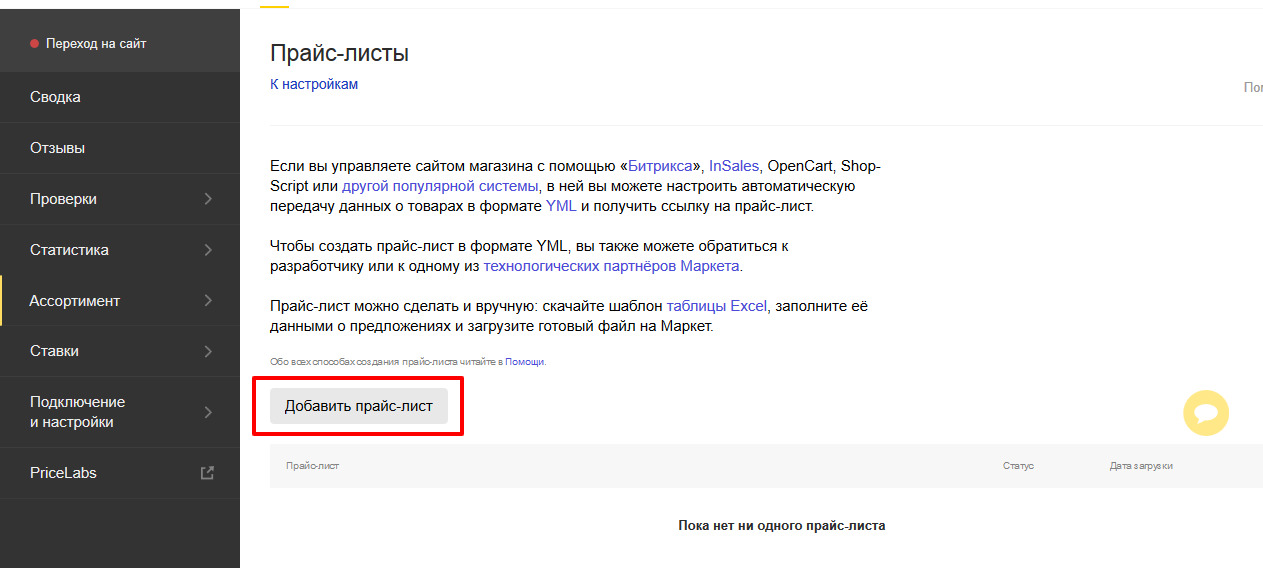 Переход на сайт
Сводка
Отзывы
Проверки
Статистика
Ассортимент
Ставки
Подключение
и настройки
PriceLabs
Прайс-листы
К настройкам
Если вы управляете сайтом магазина с помощью «Битрикса», InSales, OpenCart, Shop-
Script или другой популярной системы, в ней вы можете настроить автоматическую
передачу данных о товарах в формате YML и получить ссылку на прайс-лист.
Чтобы создать прайс-лист в формате YML, вы также можете обратиться к
разработчику или к одному из технологических партнёров Маркета.
Прайс-лист можно сделать и вручную: скачайте шаблон таблицы Excel, заполните её
данными о предложениях и загрузите готовый файл на Маркет.
Обо всех способах создания прайс-листа читайте в Помощи.
Добавить прайс-лист
Прайс-лист Статус Дата загрузки
Пока нет ни одного прайс-листа